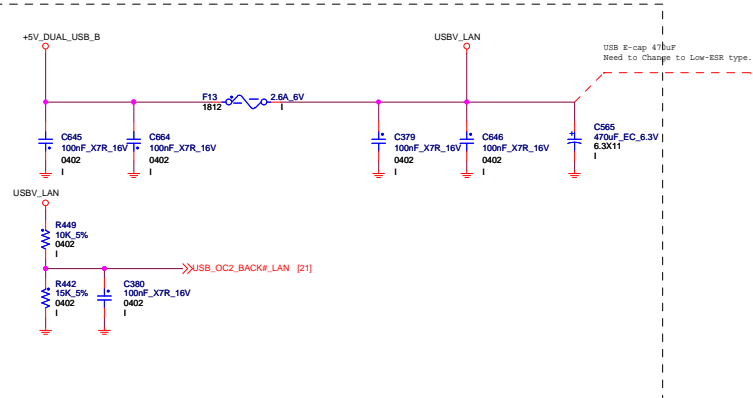 +5V_DUAL_USB_B
USBV_LAN
USB E-cap 470uF
Need to Change to Low-ESR type.
F13
1812
2.6A_6V
I
C645
100nF_X7R_16V
0402
I
C664
100nF_X7R_16V
0402
I
C379
100nF_X7R_16V
0402
I
C646
100nF_X7R_16V
0402
I
C565
470uF_EC_6.3V
6.3X11
I
USBV_LAN
R449
10K_5%
0402
I
USB_OC2_BACK#_LAN [21]
R442
15K_5%
0402
I
C380
100nF_X7R_16V
0402
I